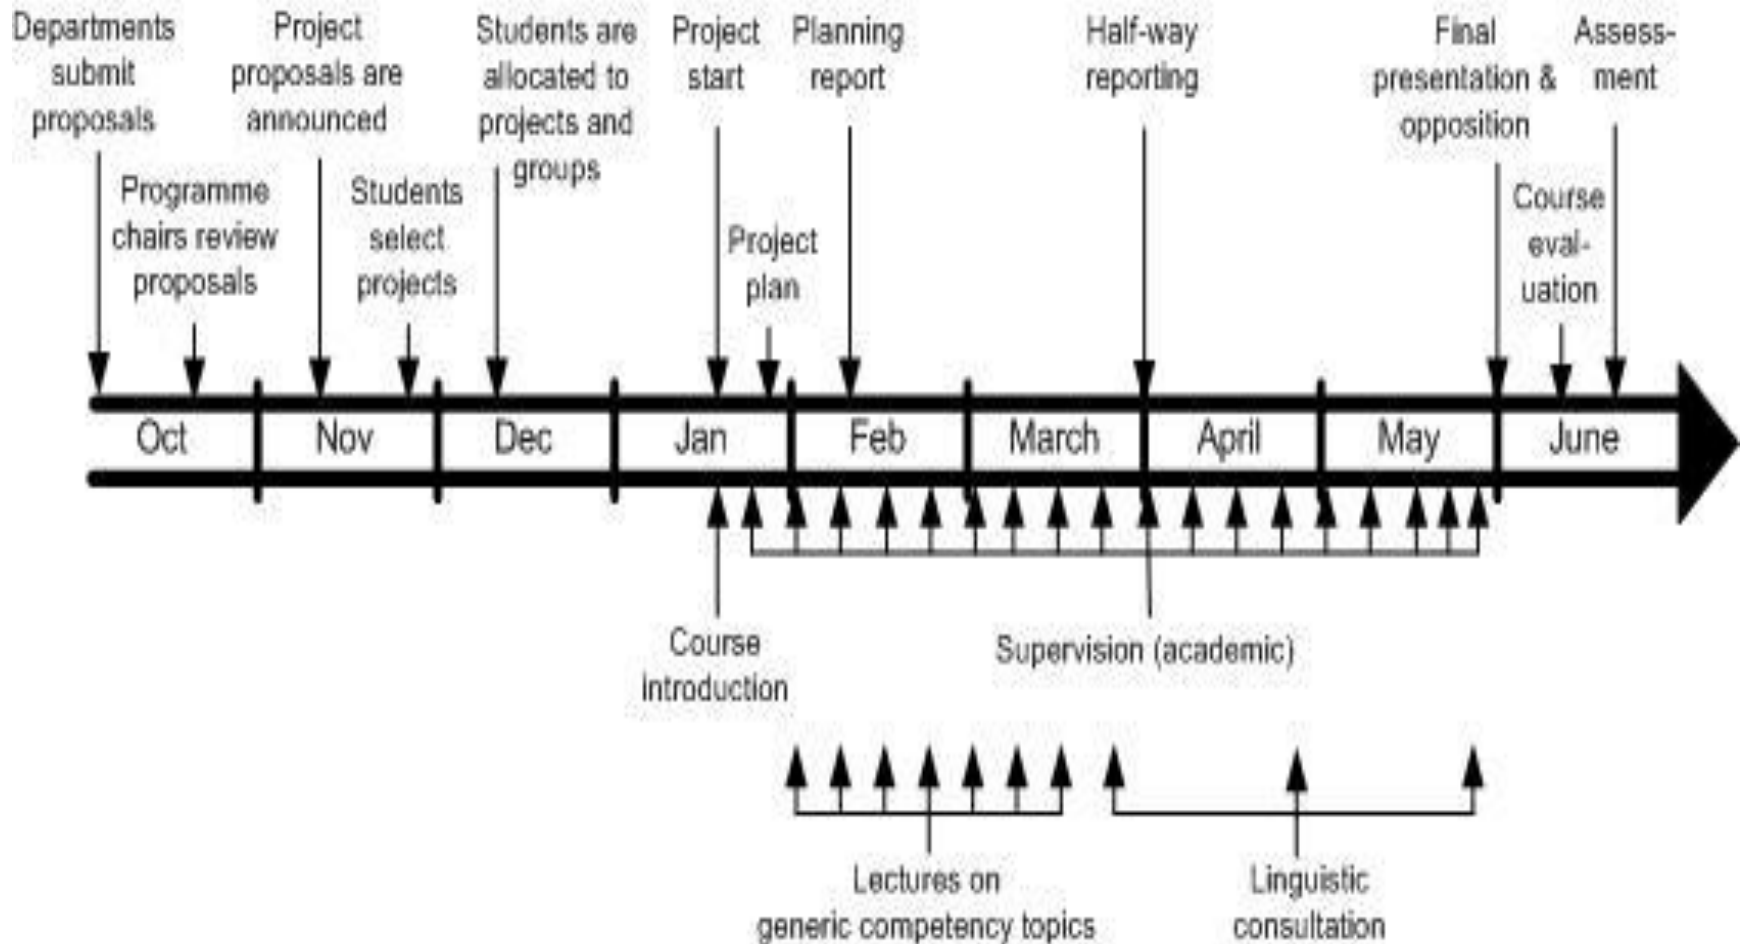 Departments
submit
proposals
Project
proposals are
announced
Students are
allocated to
projects and
groups
Project
start
Planning
report
Half-way
reporting
Final
presentation &
opposition
Assess-
ment
Programme
chairs review
proposals
Students
select
projects
Project
plan
Course
eval-
uation
Oct
Nov
Dec
Jan
Feb
March
April
May
June
Course
introduction
Supervision (academic)
Lectures on
generic competency topics
Linguistic
consultation